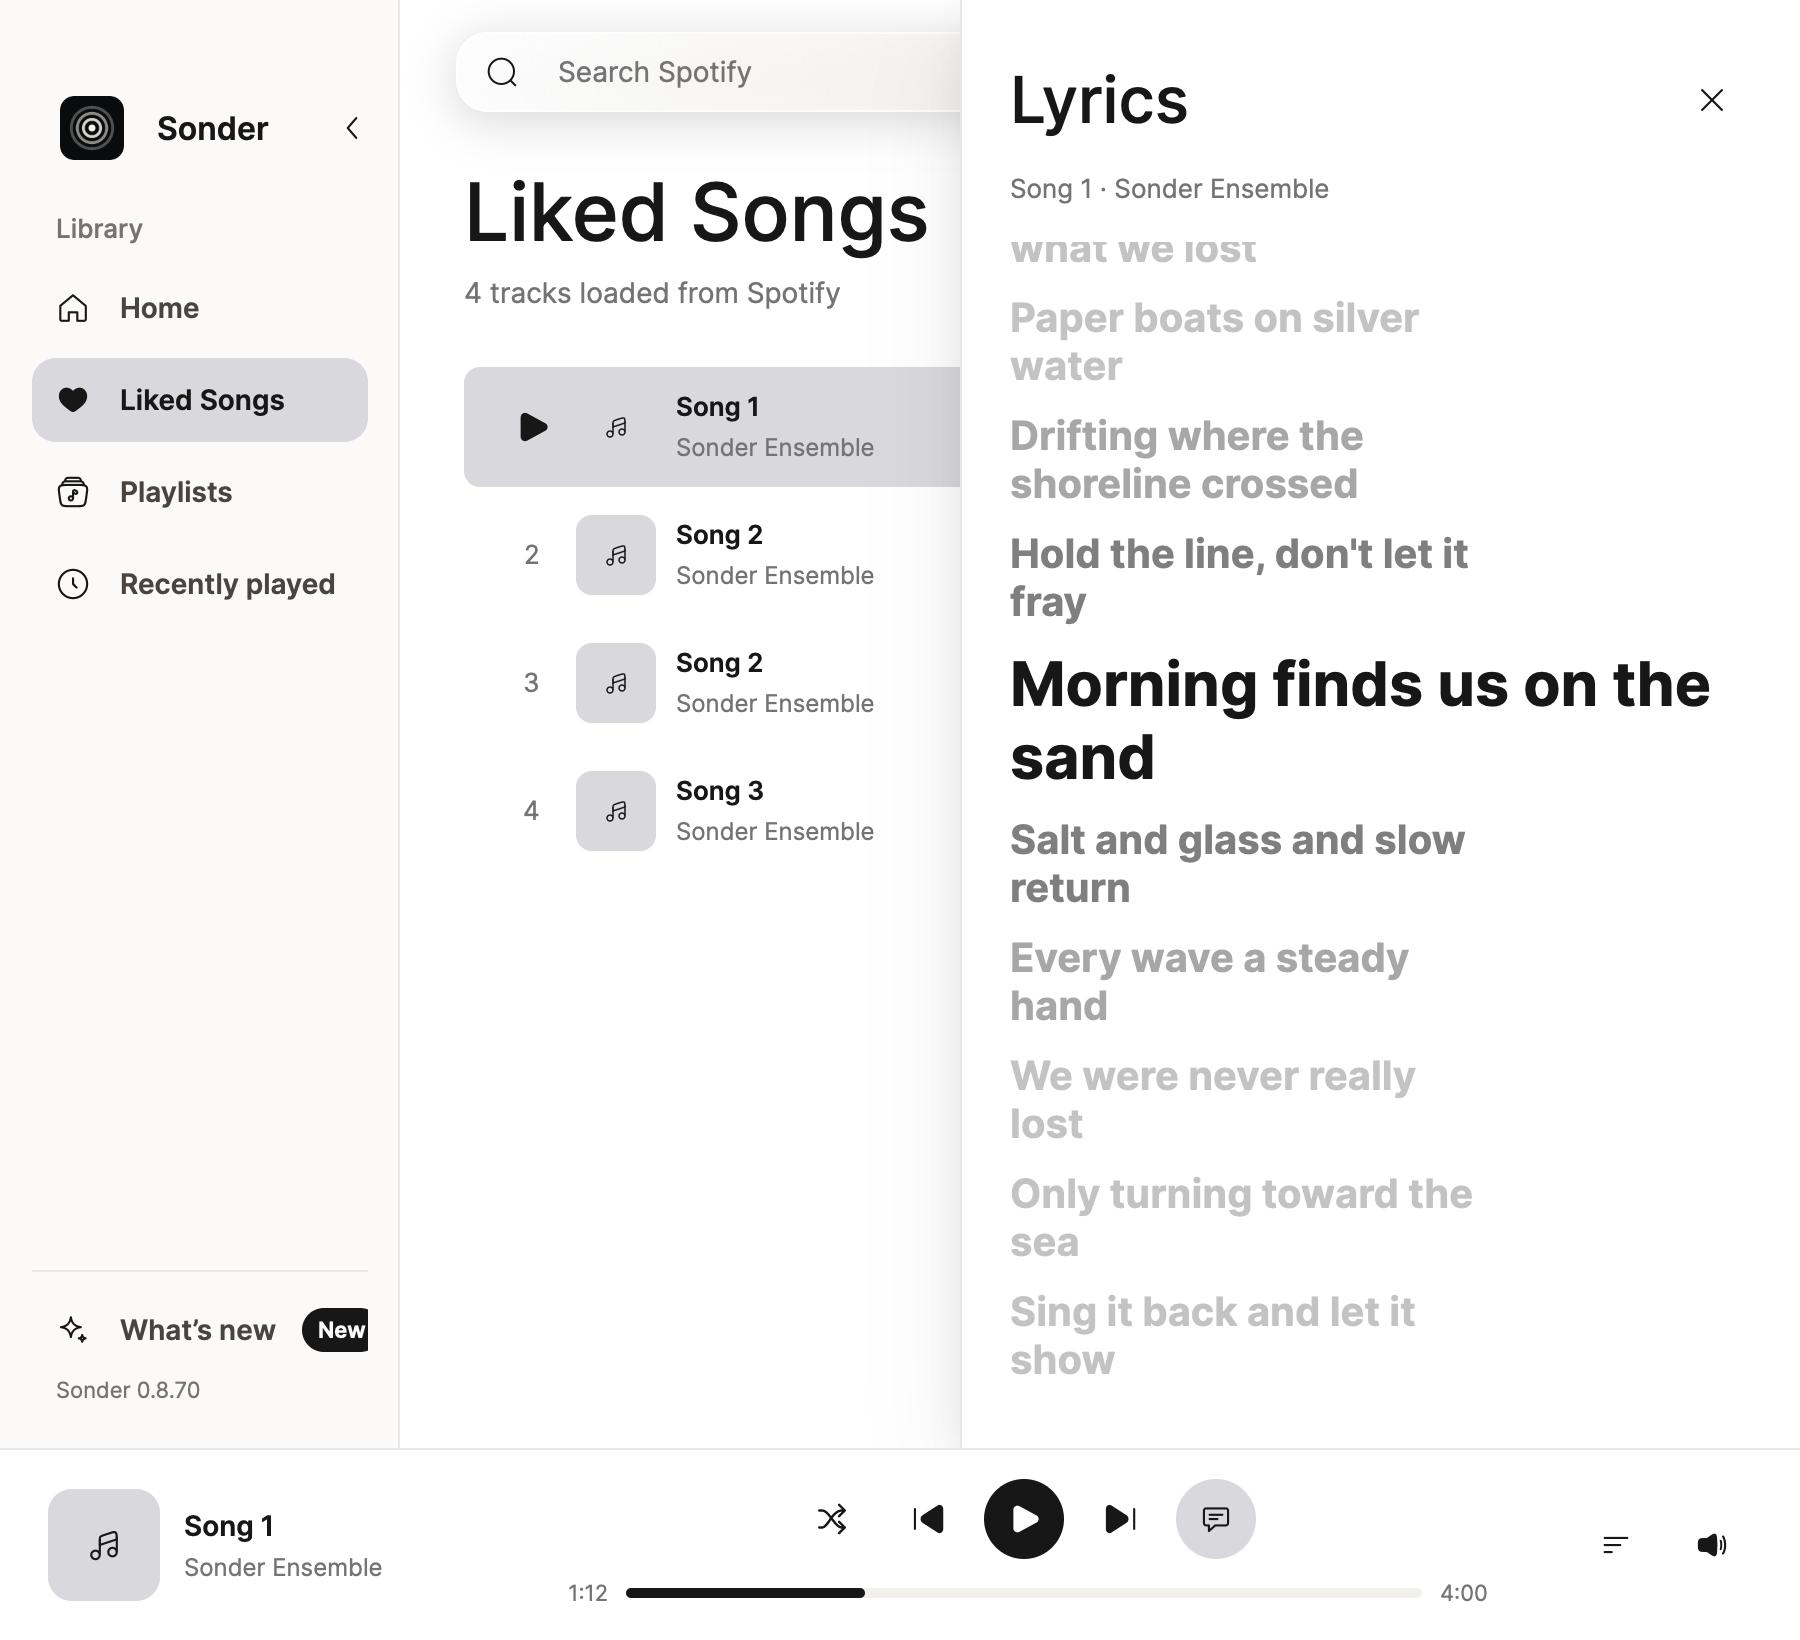 Sonder
Library
Home
Liked Songs
Playlists
Recently played
What’s new
New
Sonder 0.8.70
Search Spotify
Liked Songs
4 tracks loaded from Spotify
Song 1
Sonder Ensemble
2
Song 2
Sonder Ensemble
3
Song 2
Sonder Ensemble
4
Song 3
Sonder Ensemble
Lyrics
Song 1 · Sonder Ensemble
what we lost
Paper boats on silver
water
Drifting where the
shoreline crossed
Hold the line, don't let it
fray
Morning finds us on the
sand
Salt and glass and slow
return
Every wave a steady
hand
We were never really
lost
Only turning toward the
sea
Sing it back and let it
show
Song 1
Sonder Ensemble
1:12
4:00